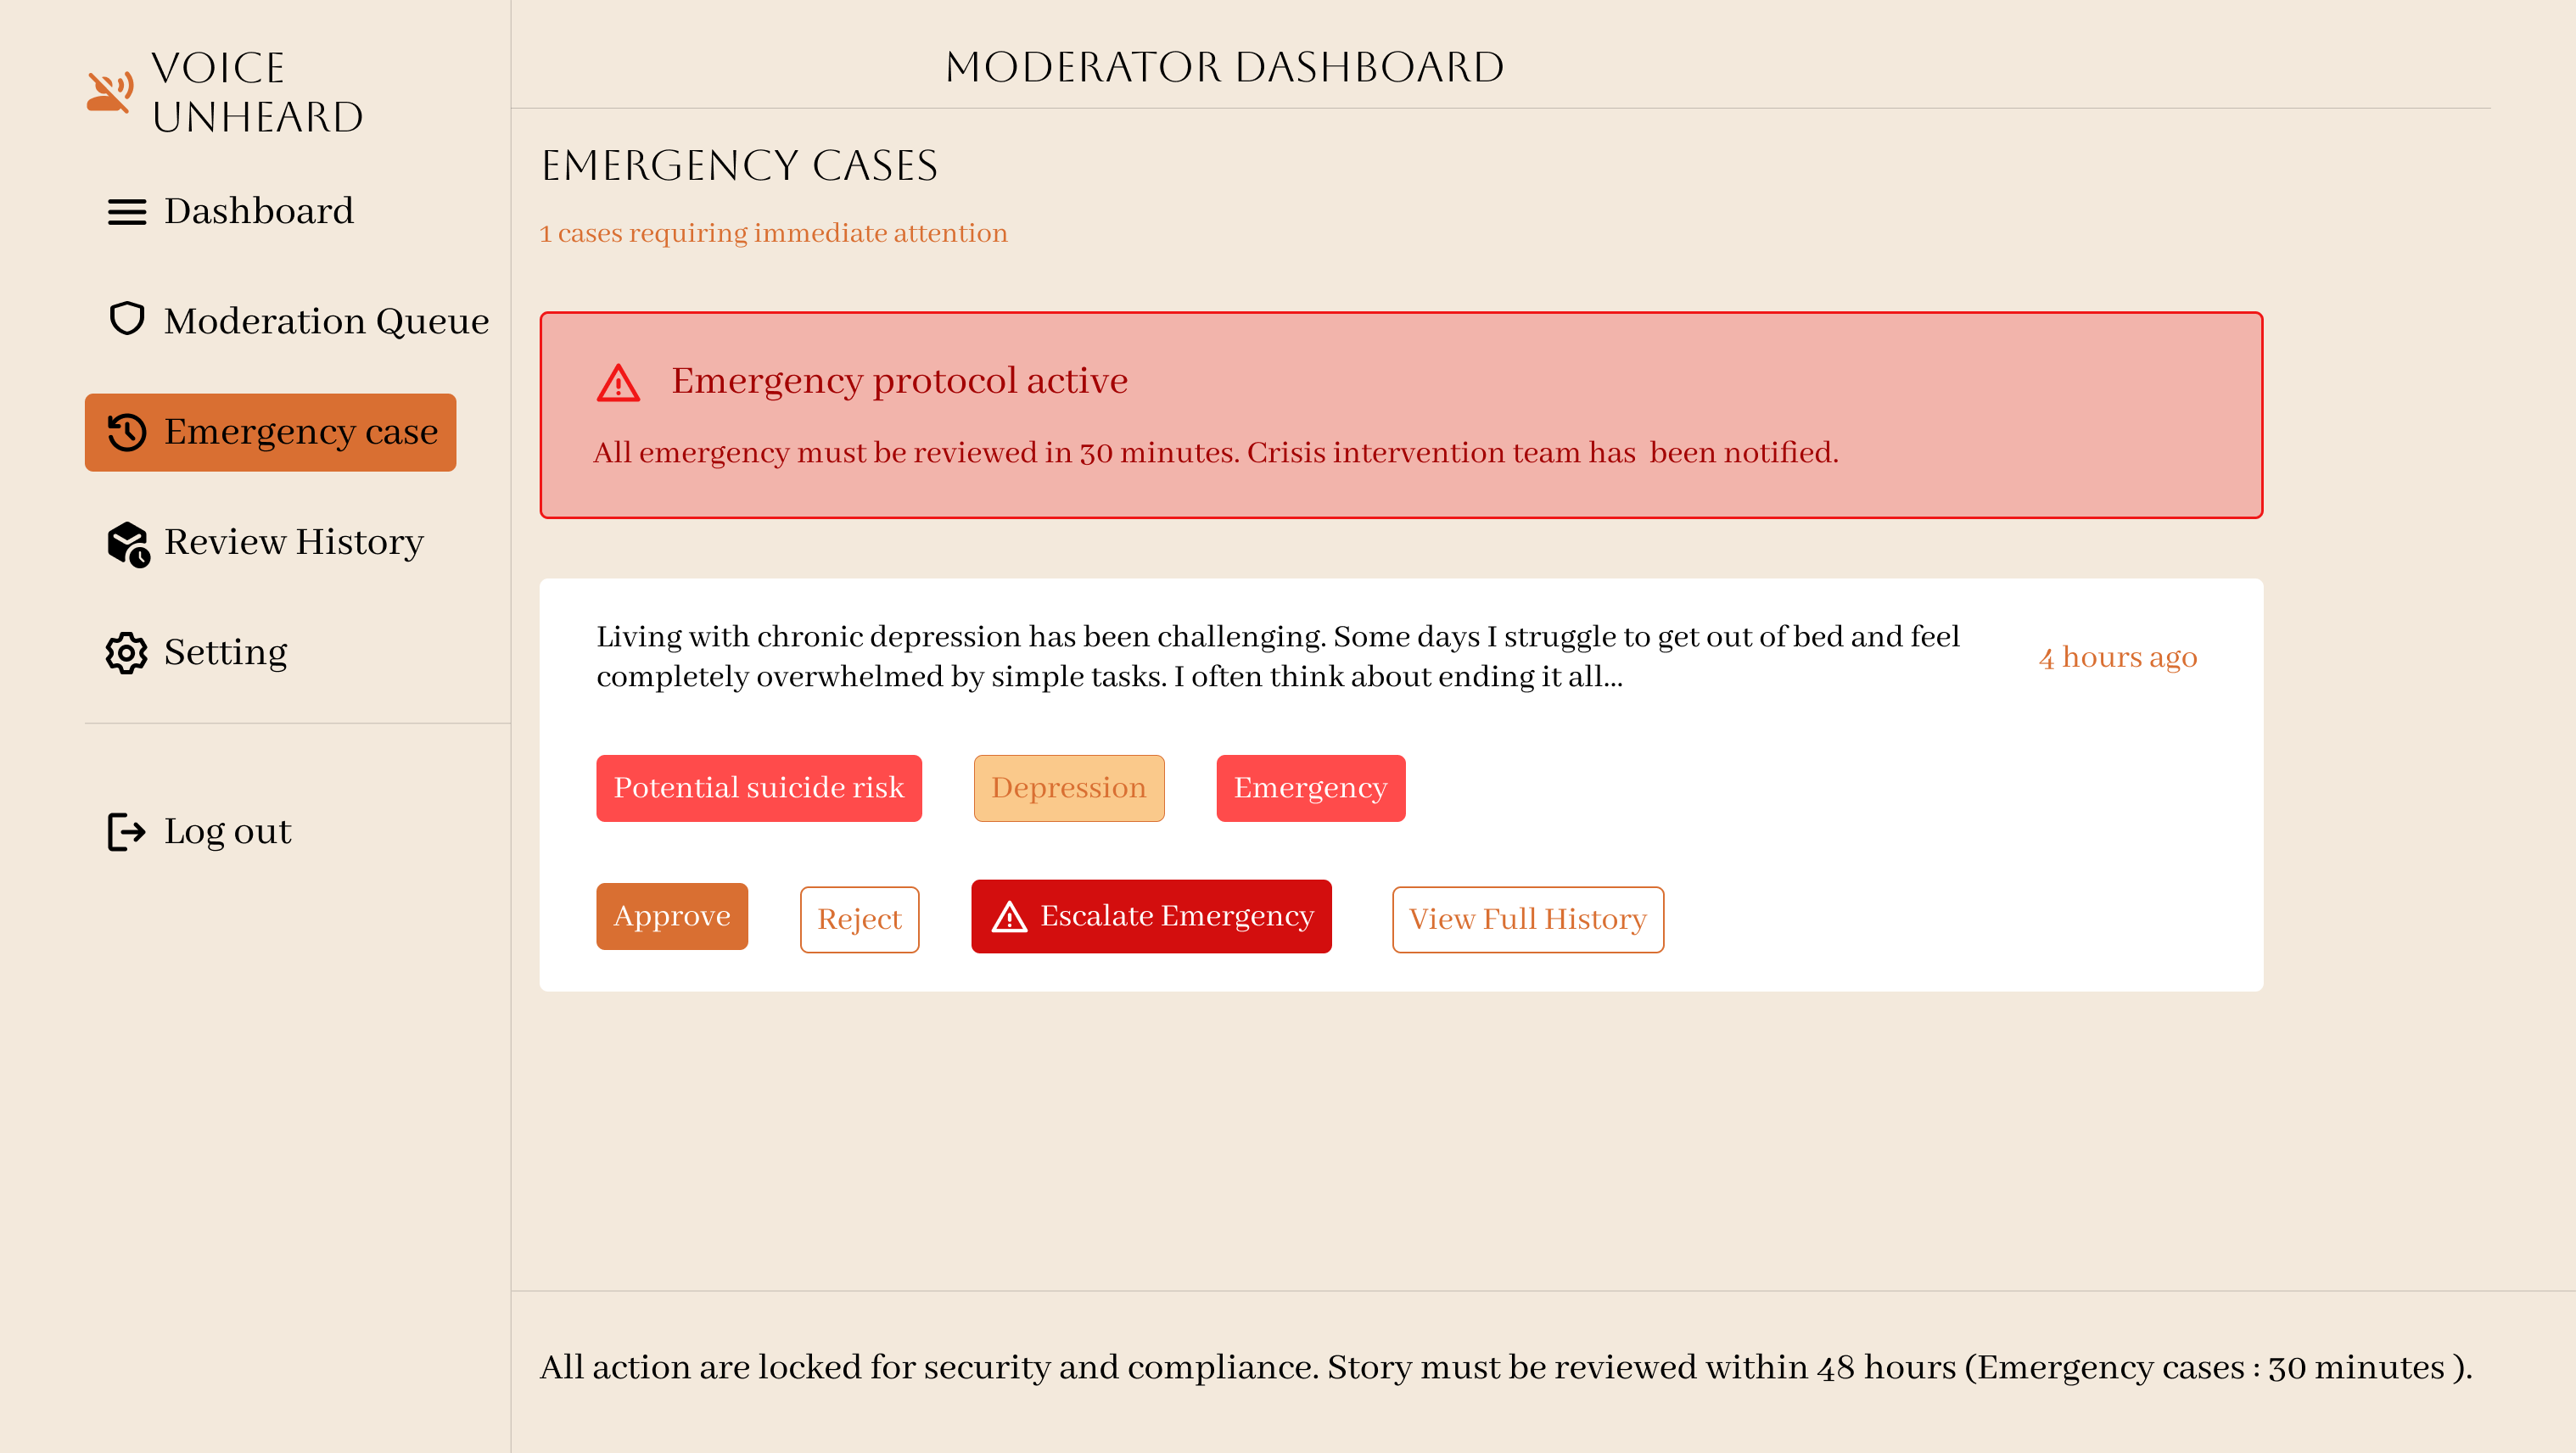 VOICE
UNHEARD
Dashboard
Moderation Queue
Emergency case
Review History
Setting
Log out
MODERATOR DASHBOARD
EMERGENCY CASES
1 cases requiring immediate attention
Emergency protocol active
All emergency must be reviewed in 30 minutes. Crisis intervention team has  been notified.
Living with chronic depression has been challenging. Some days I struggle to get out of bed and feel
completely overwhelmed by simple tasks. I often think about ending it all...
4 hours ago
Potential suicide risk
Depression
Emergency
Approve
Reject
Escalate Emergency
View Full History
All action are locked for security and compliance. Story must be reviewed within 48 hours (Emergency cases : 30 minutes ).